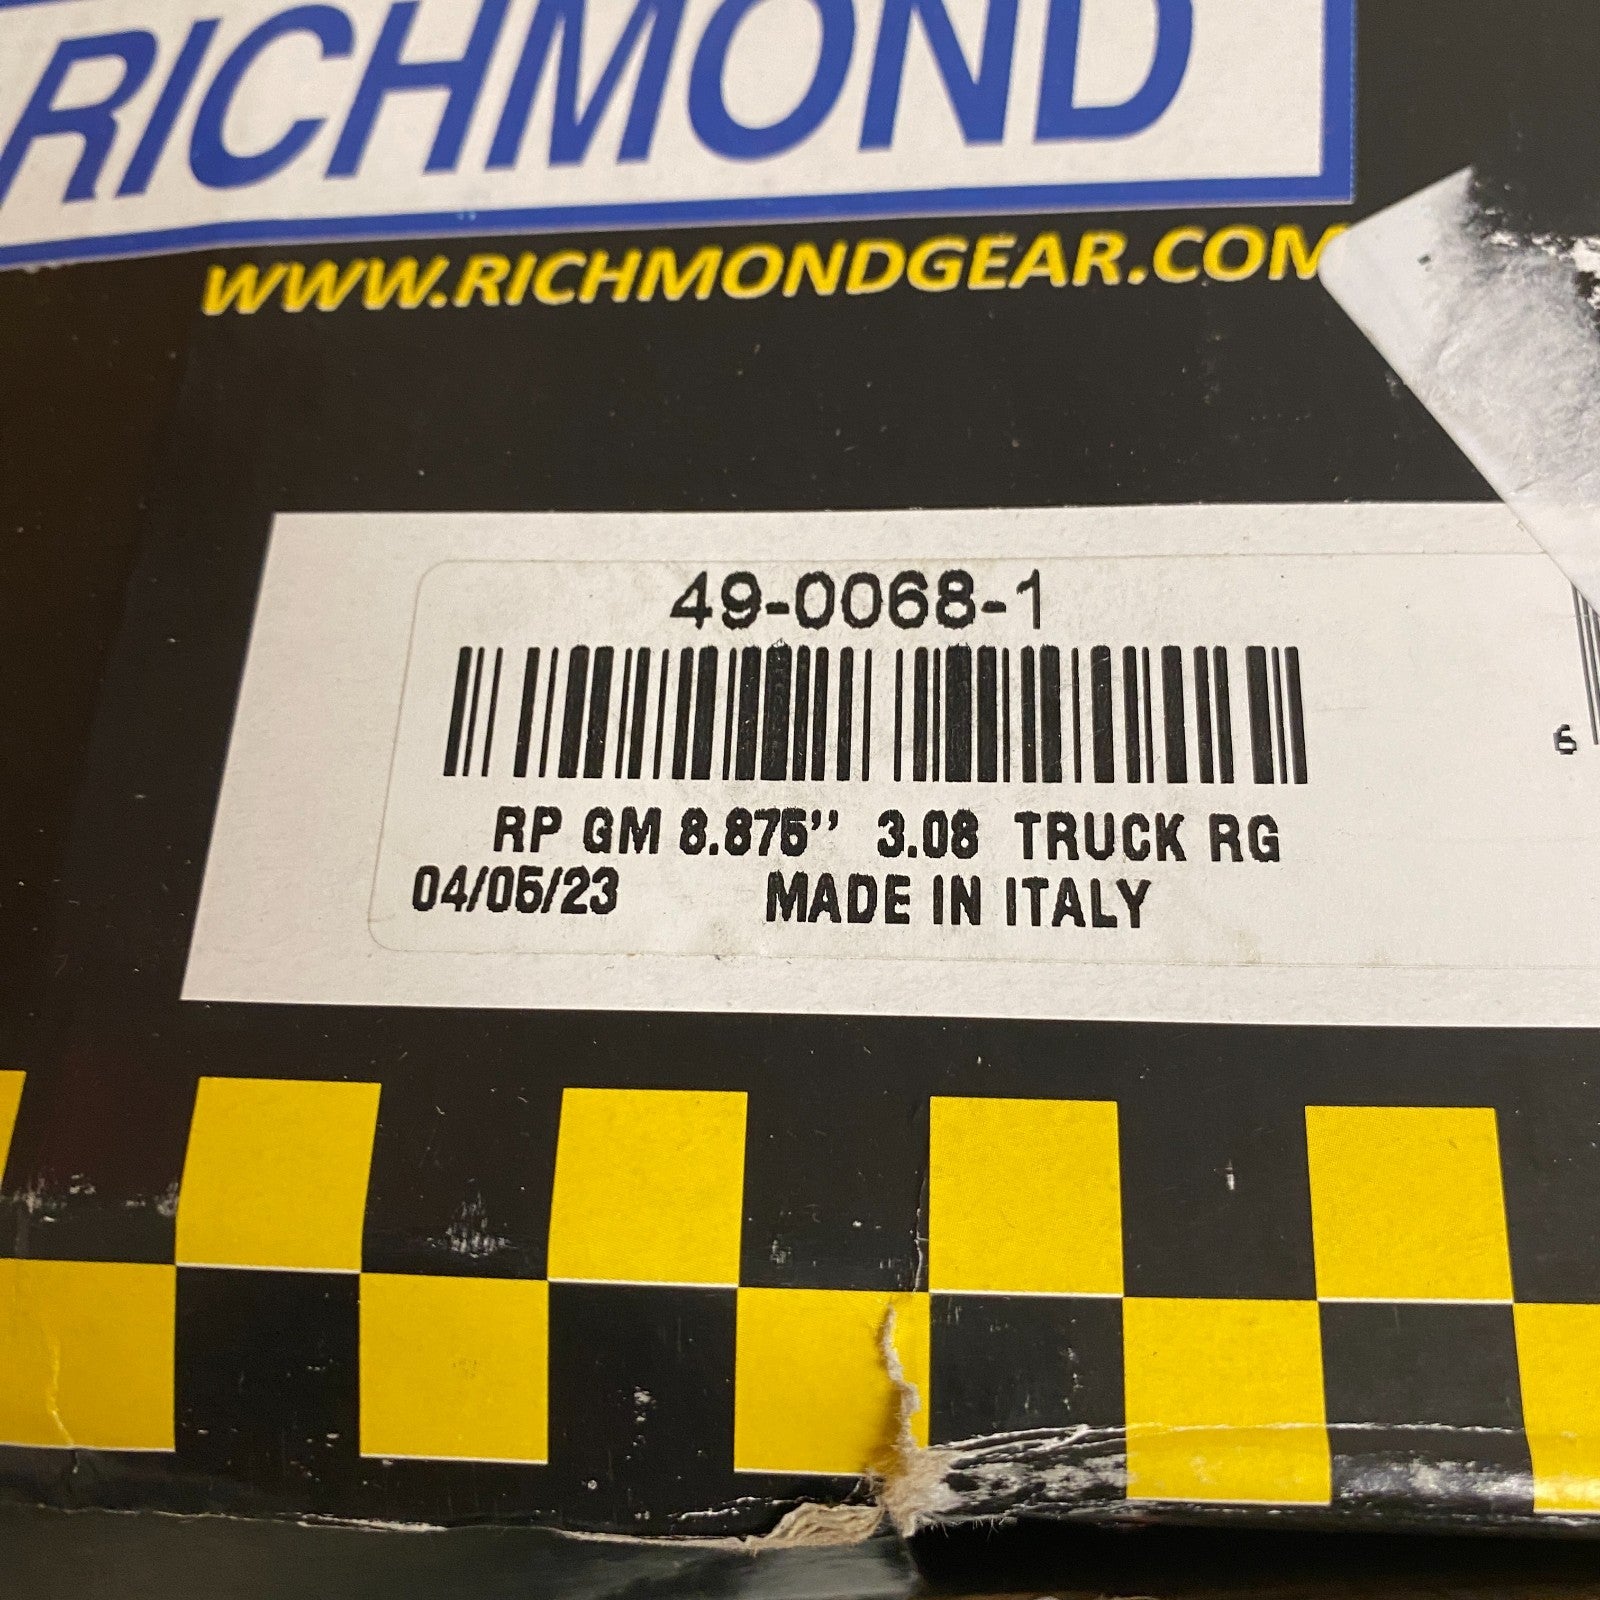 RICHMOND
WWW.RICHMONDGEAR.COM
49-0068-1
6
RP GM 8.875" 3.08 TRUCK RG
04/05/23 MADE IN ITALY